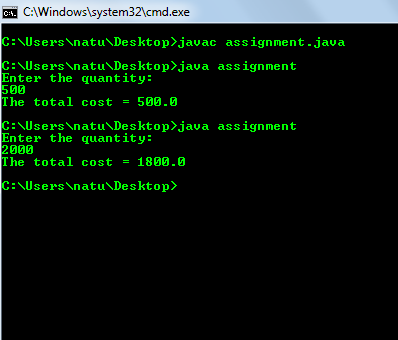 C:\Windows\system32\cmd.exe
C:\Users\natu\Desktop>javac assignment.java
C:\Users\natu\Desktop>java assignment
Enter the quantity:
500
The total cost = 500.0
C:\Users\natu\Desktop>java assignment
Enter the quantity:
2000
The total cost = 1800.0
C:\Users\natu\Desktop>